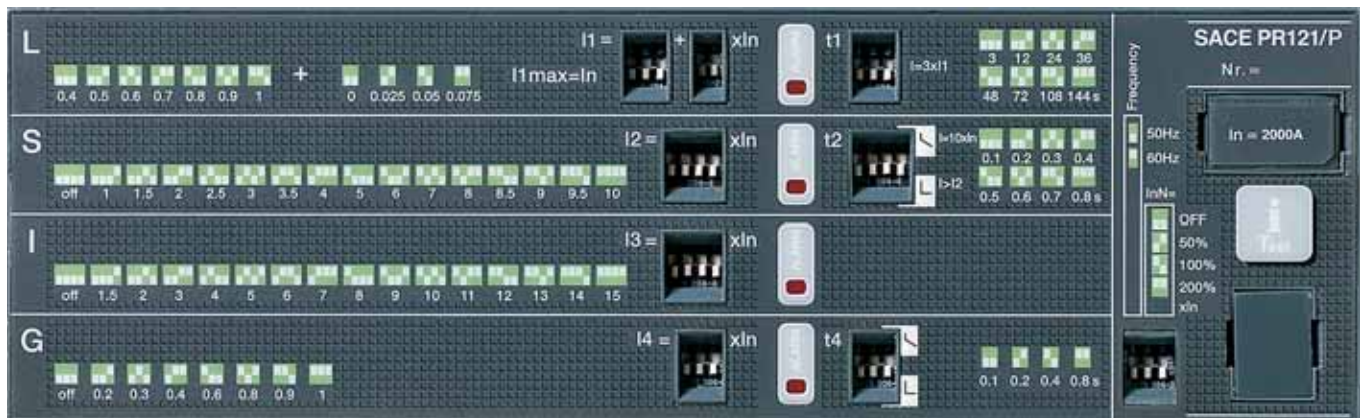 L
I1 =
+
xIn
I1max=In
0.4 0.5 0.6 0.7 0.8 0.9 1
+
0 0.025 0.05 0.075
t1
I=3xI1
3 12 24 36
48 72 108 144 s
S
I2=
xIn
off 1 1.5 2 2.5 3 3.5 4 5 6 7 8 8.5 9 9.5 10
t2
I=10xIn
I>I2
0.1 0.2 0.3 0.4
0.5 0.6 0.7 0.8 s
I
I3 =
xIn
off 1.5 2 3 4 5 6 7 8 9 10 11 12 13 14 15
G
I4 =
xIn
off 0.2 0.3 0.4 0.6 0.8 0.9 1
t4
0.1 0.2 0.4 0.8 s
Frequency
50Hz
60Hz
InN=
OFF
50%
100%
200%
xIn
SACE PR121/P
Nr. =
In = 2000A
Test